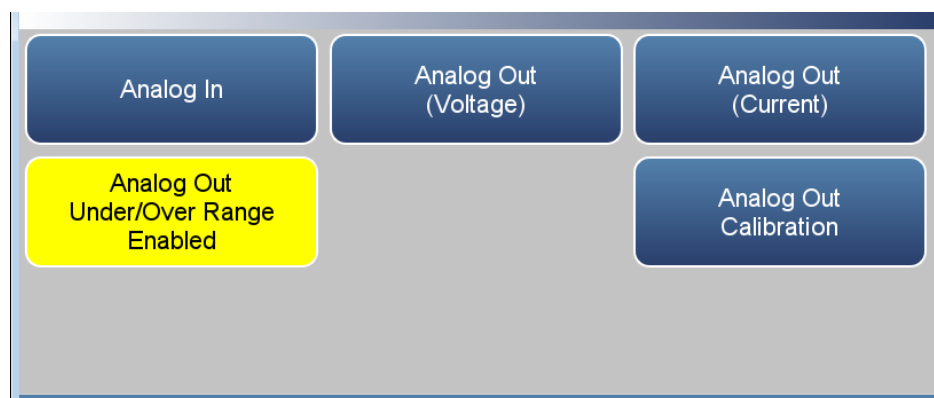 Analog In
Analog Out
(Voltage)
Analog Out
(Current)
Analog Out
Under/Over Range
Enabled
Analog Out
Calibration